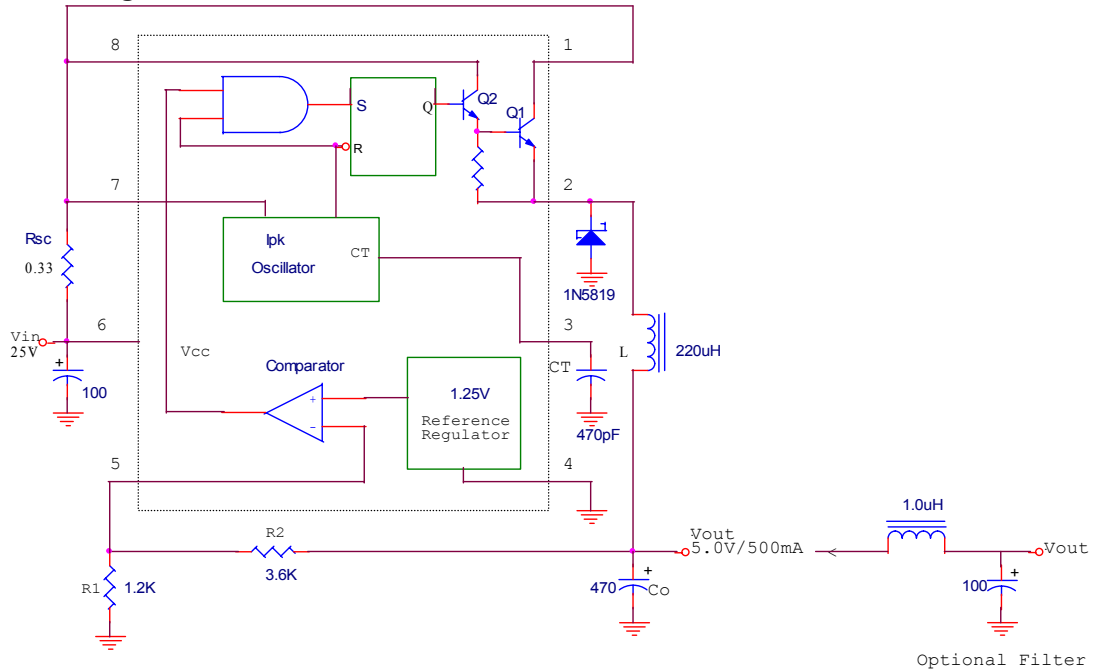 8
1
S
Q
Q2
Q1
R
7
2
Rsc
0.33
Ipk
Oscillator
CT
1N5819
Vin
25V
6
3
Vcc
L
220uH
+
100
Comparator
CT
+
-
1.25V
Reference
Regulator
470pF
5
4
1.0uH
R2
3.6K
Vout
5.0V/500mA
Vout
R1
1.2K
470
+
Co
100
+
Optional Filter